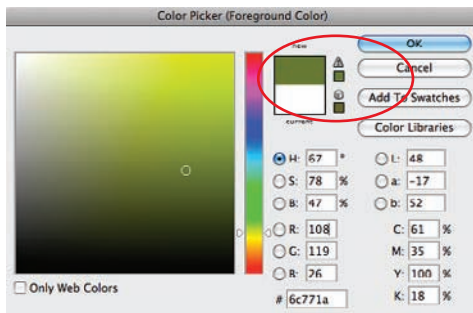 Color Picker (Foreground Color)
new
current
OK
Cancel
Add To Swatches
Color Libraries
H: 67 °
S: 78 %
B: 47 %
R: 108
G: 119
B: 26
# 6c771a
L: 48
a: -17
b: 52
C: 61 %
M: 35 %
Y: 100 %
K: 18 %
Only Web Colors